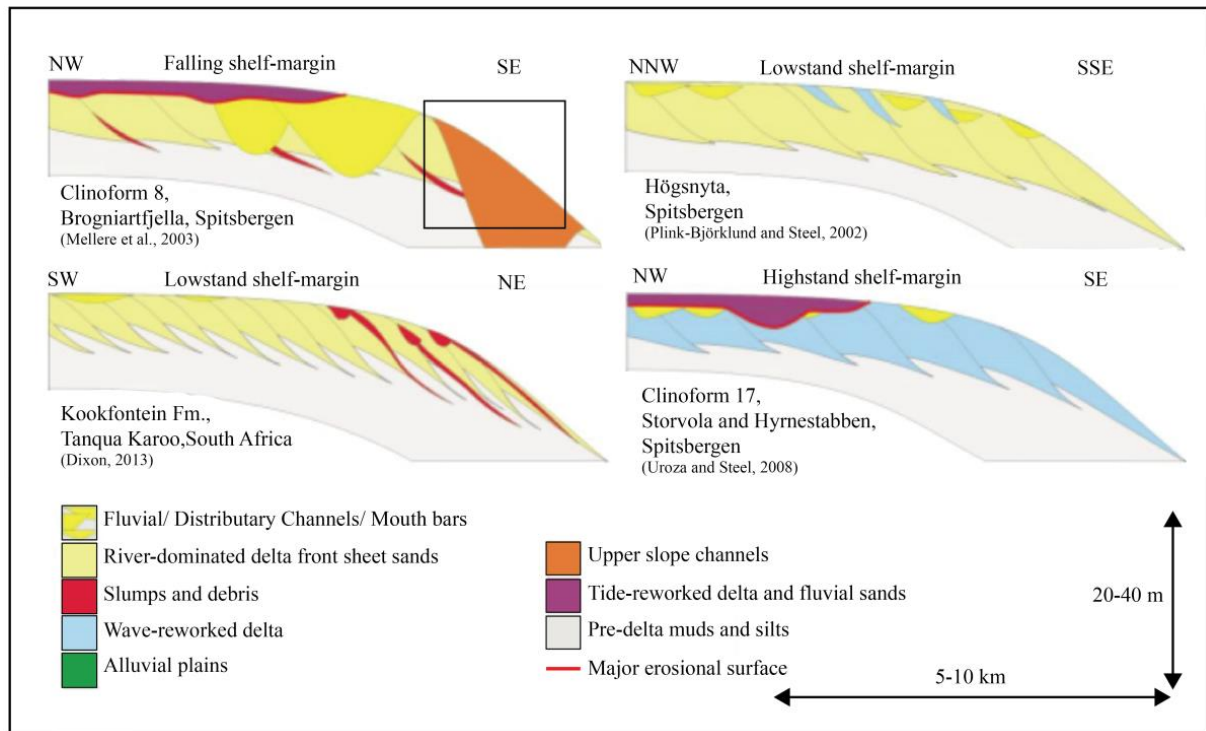 NW Falling shelf-margin SE
Clinoform 8,
Brogniartfjella, Spitsbergen
(Mellere et al., 2003)
NNW Lowstand shelf-margin SSE
Högsnyta,
Spitsbergen
(Plink-Björklund and Steel, 2002)
SW Lowstand shelf-margin NE
Kookfontein Fm.,
Tanqua Karoo,South Africa
(Dixon, 2013)
NW Highstand shelf-margin SE
Clinoform 17,
Storvola and Hyrnestabben,
Spitsbergen
(Uroza and Steel, 2008)
Fluvial/ Distributary Channels/ Mouth bars
River-dominated delta front sheet sands
Slumps and debris
Wave-reworked delta
Alluvial plains
Upper slope channels
Tide-reworked delta and fluvial sands
Pre-delta muds and silts
Major erosional surface
20-40 m
5-10 km